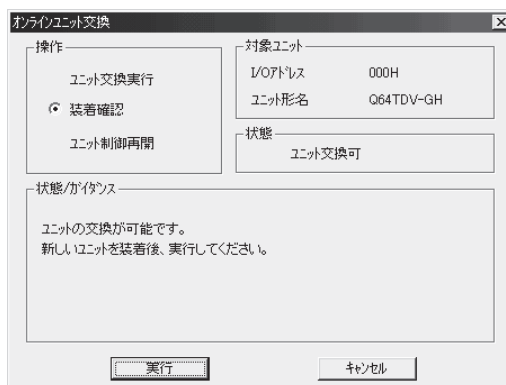 オンラインユニット交換
操作
ユニット交換実行
装着確認
ユニット制御再開
対象ユニット
I/Oアドレス 000H
ユニット形名 Q64TDV-GH
状態
ユニット交換可
状態/ガイダンス
ユニットの交換が可能です。
新しいユニットを装着後、実行してください。
実行 キャンセル